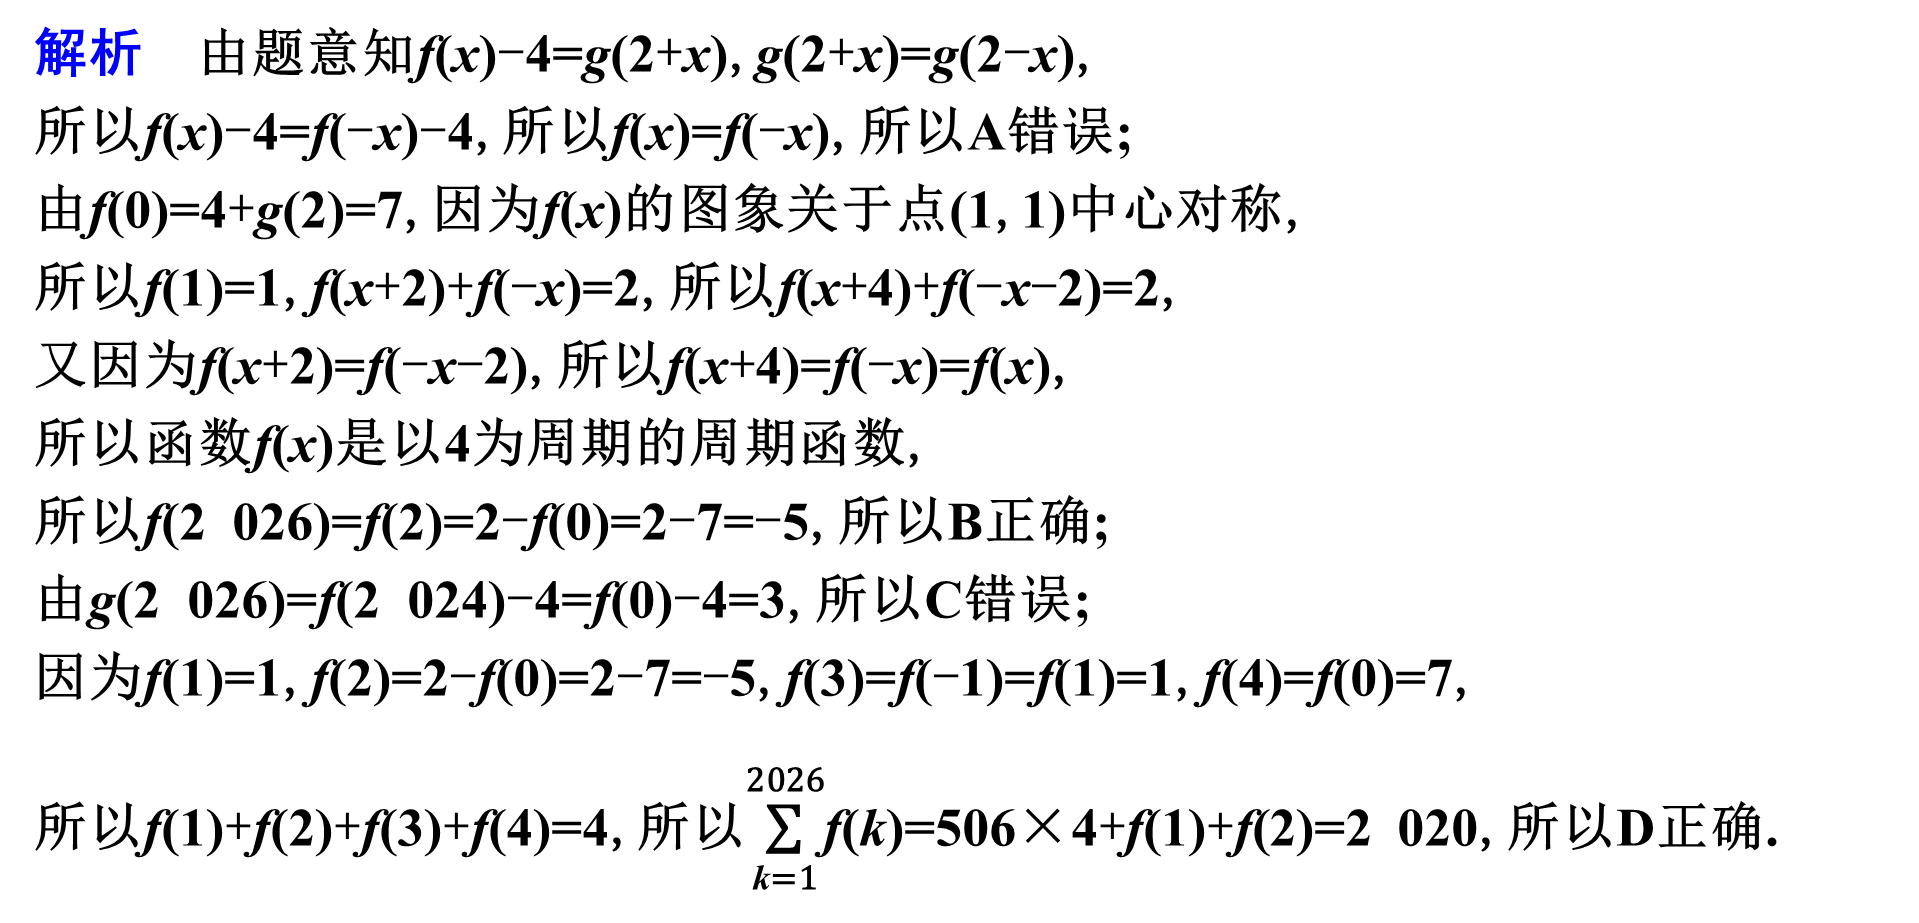 解析 由题意知f(x)−4=g(2+x), g(2+x)=g(2−x),
所以f(x)−4=f(−x)−4, 所以f(x)=f(−x), 所以A错误;
由f(0)=4+g(2)=7, 因为f(x)的图象关于点(1, 1)中心对称,
所以f(1)=1, f(x+2)+f(−x)=2, 所以f(x+4)+f(−x−2)=2,
又因为f(x+2)=f(−x−2), 所以f(x+4)=f(−x)=f(x),
所以函数f(x)是以4为周期的周期函数,
所以f(2 026)=f(2)=2−f(0)=2−7=−5, 所以B正确;
由g(2 026)=f(2 024)−4=f(0)−4=3, 所以C错误;
因为f(1)=1, f(2)=2−f(0)=2−7=−5, f(3)=f(−1)=f(1)=1, f(4)=f(0)=7,
2026
所以f(1)+f(2)+f(3)+f(4)=4, 所以 ∑ f(k)=506×4+f(1)+f(2)=2 020, 所以D正确.
k=1